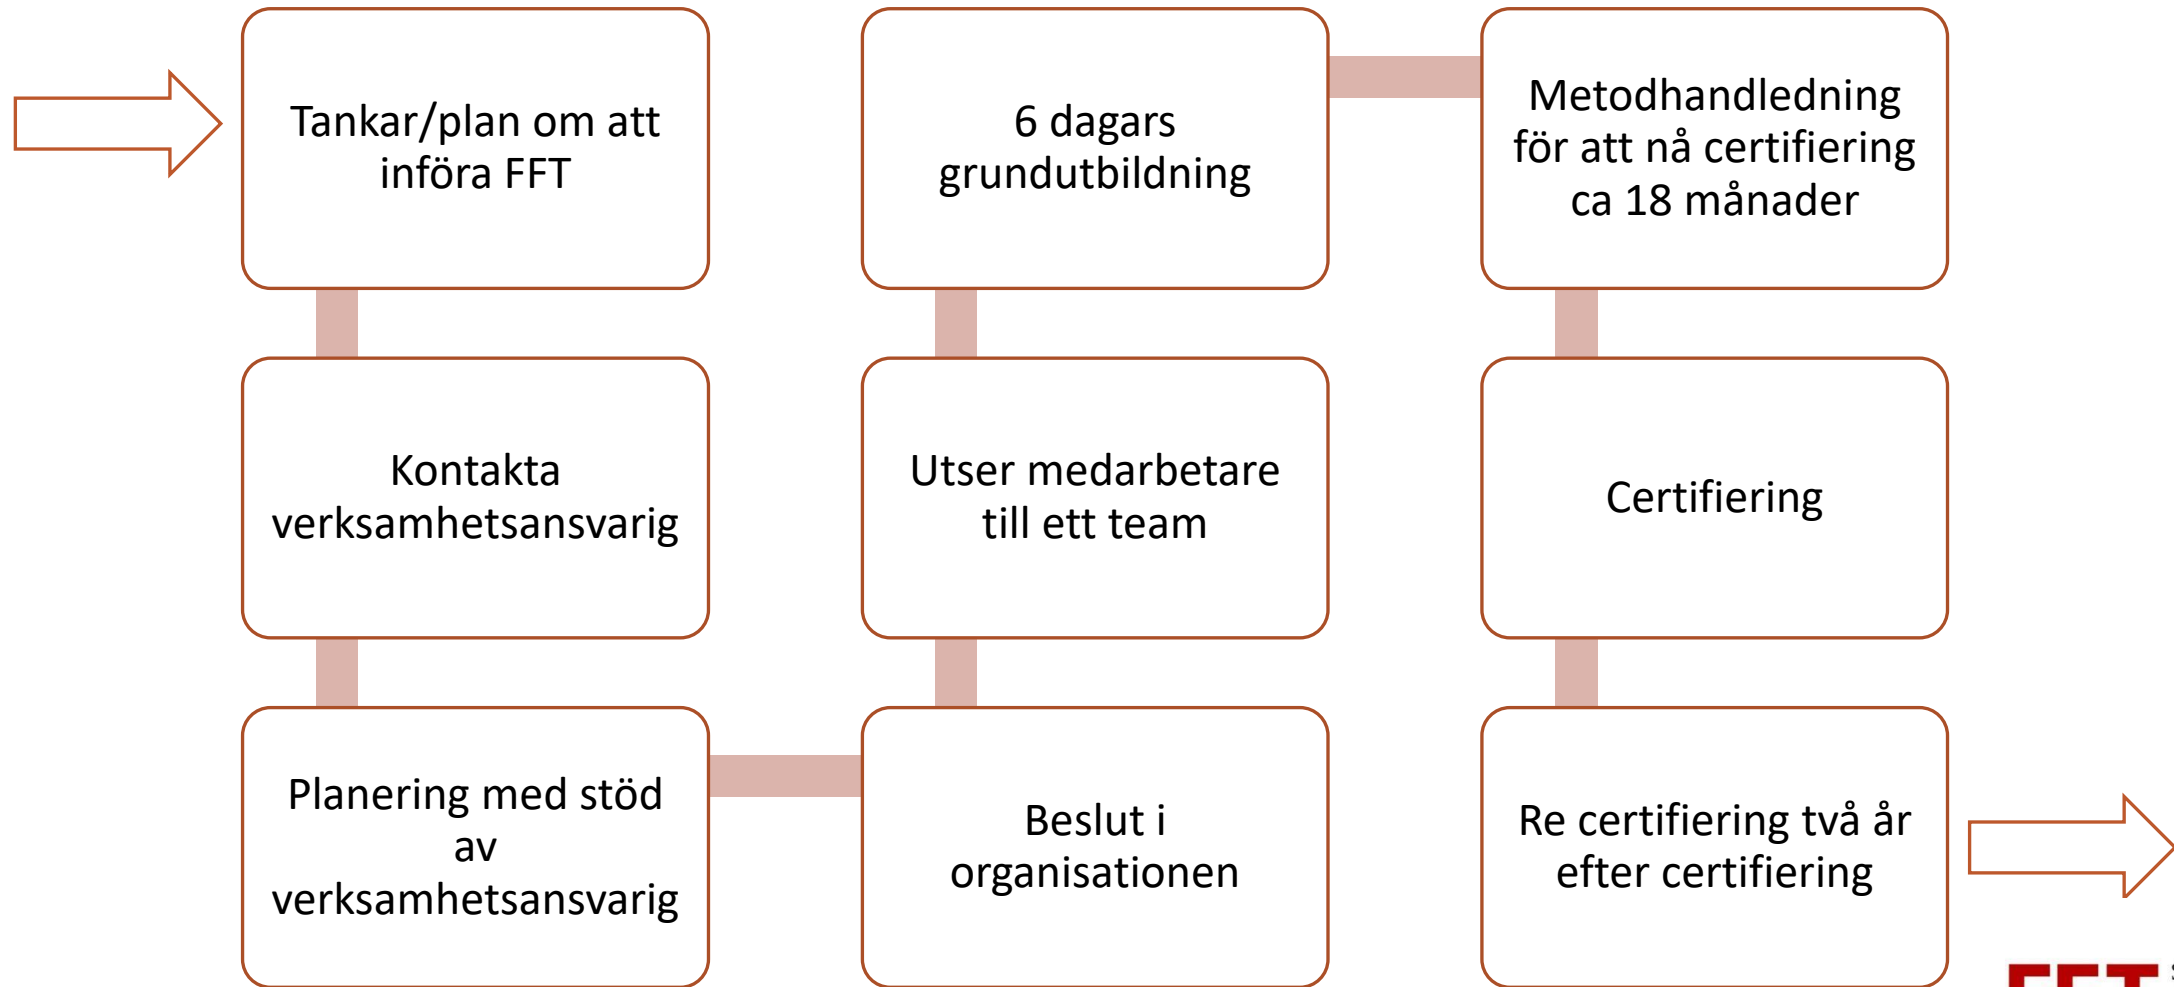 Tankar/plan om att
införa FFT
Kontakta
verksamhetsansvarig
Planering med stöd
av
verksamhetsansvarig
Beslut i
organisationen
Utser medarbetare
till ett team
6 dagars
grundutbildning
Metodhandledning
för att nå certifiering
ca 18 månader
Certifiering
Re certifiering två år
efter certifiering